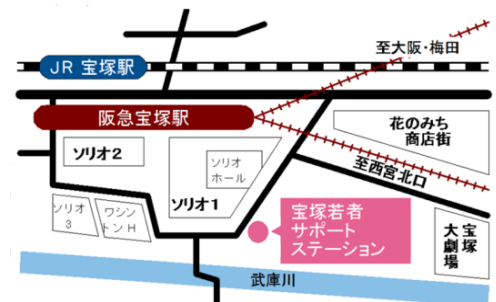 至大阪・梅田
JR 宝塚駅
阪急宝塚駅
花のみち
商店街
ソリオ2
ソリオ
ホール
至西宮北口
ソリオ1
ソリオ
3
ワシン
トンH
宝塚若者
サポート
ステーション
宝塚
大劇場
武庫川